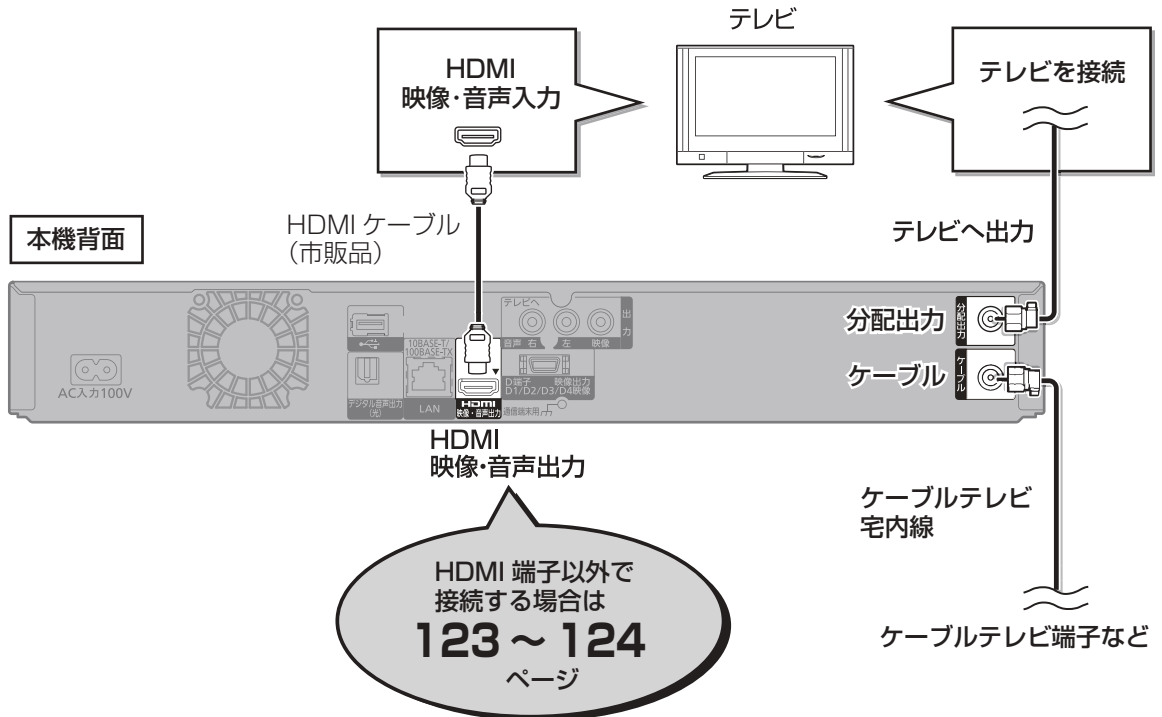 テレビ
HDMI
映像・音声入力
テレビを接続
HDMI ケーブル
（市販品）
テレビへ出力
本機背面
テレビへ
出力
音声 右 左 映像
分配出力
分配出力
10BASE-T/
100BASE-TX
AC入力100V
D端子 映像出力
D1/D2/D3/D4映像
ケーブル
ケーブル
デジタル音声出力
（光）
LAN
HDMI
映像・音声出力
通信端末用
HDMI
映像・音声出力
ケーブルテレビ
宅内線
HDMI 端子以外で
接続する場合は
123 ～ 124
ページ
ケーブルテレビ端子など